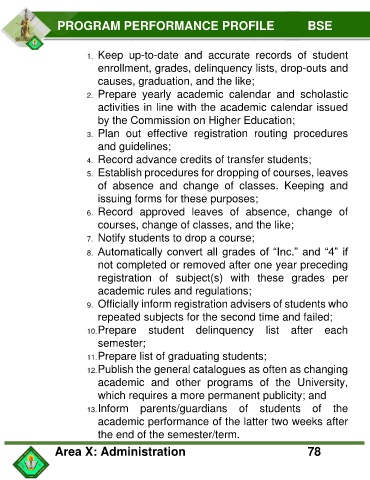 PROGRAM PERFORMANCE PROFILE BSE
1. Keep up-to-date and accurate records of student
enrollment, grades, delinquency lists, drop-outs and
causes, graduation, and the like;
2. Prepare yearly academic calendar and scholastic
activities in line with the academic calendar issued
by the Commission on Higher Education;
3. Plan out effective registration routing procedures
and guidelines;
4. Record advance credits of transfer students;
5. Establish procedures for dropping of courses, leaves
of absence and change of classes. Keeping and
issuing forms for these purposes;
6. Record approved leaves of absence, change of
courses, change of classes, and the like;
7. Notify students to drop a course;
8. Automatically convert all grades of “Inc.” and “4” if
not completed or removed after one year preceding
registration of subject(s) with these grades per
academic rules and regulations;
9. Officially inform registration advisers of students who
repeated subjects for the second time and failed;
10. Prepare student delinquency list after each
semester;
11. Prepare list of graduating students;
12. Publish the general catalogues as often as changing
academic and other programs of the University,
which requires a more permanent publicity; and
13. Inform parents/guardians of students of the
academic performance of the latter two weeks after
the end of the semester/term.
Area X: Administration 78